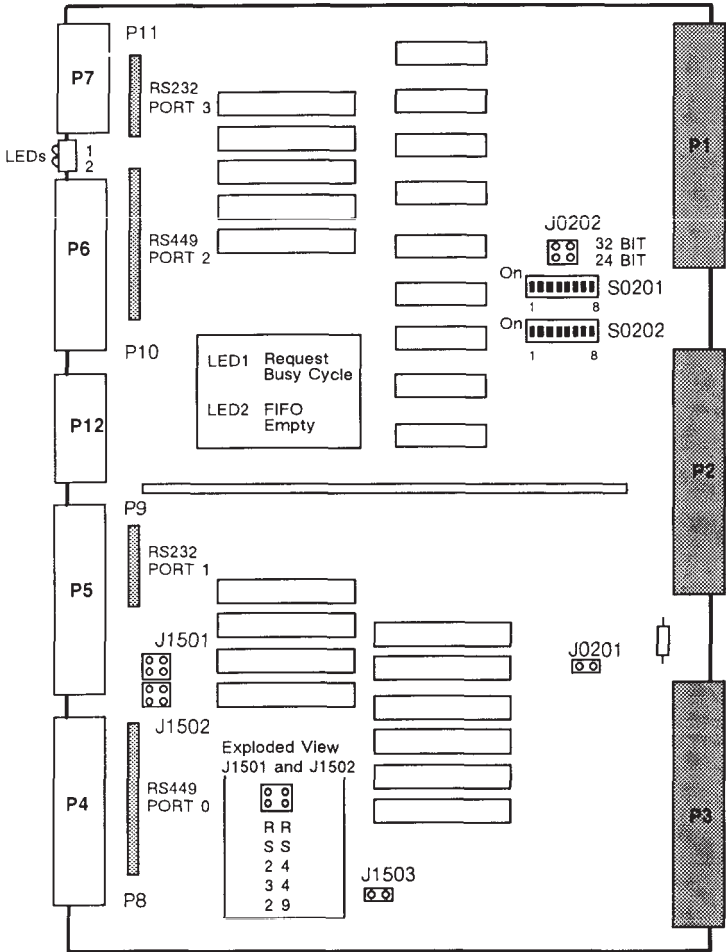 P11
P7
RS232
PORT 3
P1
LEDs
1
2
J0202
P6
RS449
PORT 2
32 BIT
24 BIT
On
S0201
1 8
On
S0202
1 8
P10
LED1 Request
Busy Cycle
LED2 FIFO
Empty
P12
P2
P9
RS232
PORT 1
P5
J1501
J0201
J1502
Exploded View
J1501 and J1502
P4
RS449
PORT 0
R R
S S
2 4
3 4
2 9
P3
J1503
P8